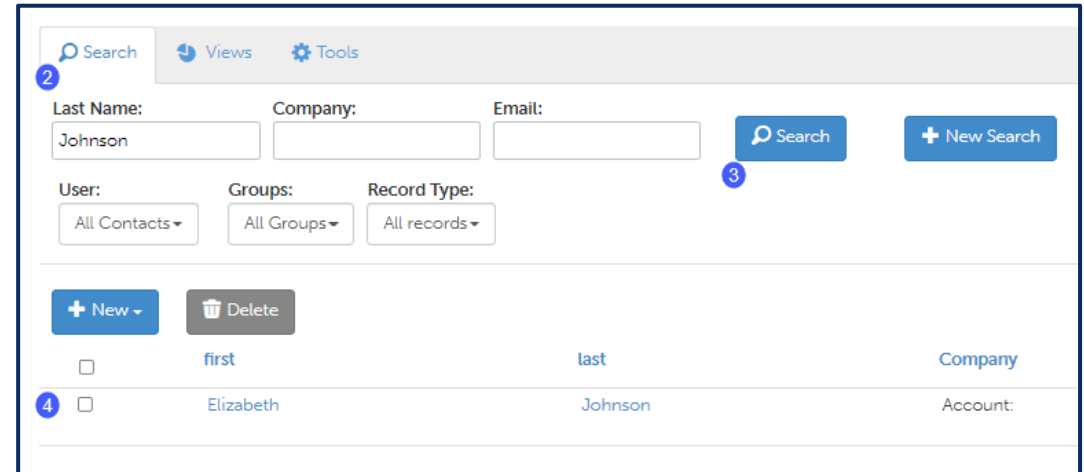 Search Views Tools
2
Last Name: Company: Email:
Johnson Search New Search
3
User: Groups: Record Type:
All Contacts All Groups All records
New Delete
first last Company
4 Elizabeth Johnson Account: